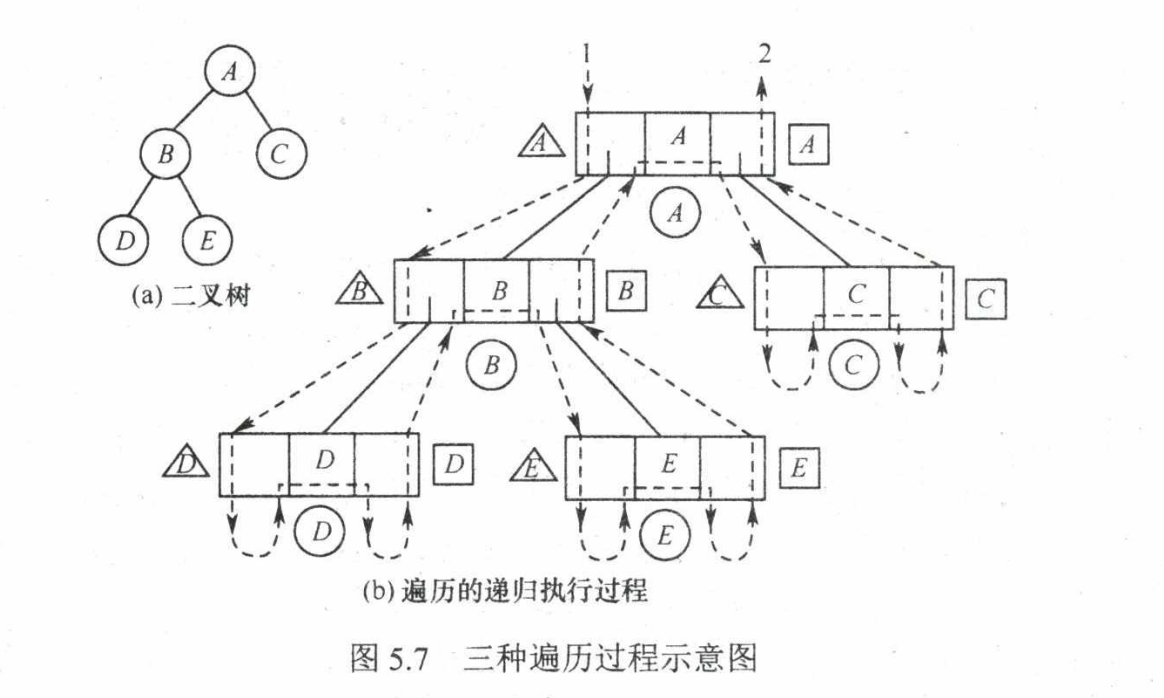 1 2
A
A A A
B C
A
B B B
C C C
D E
(a) 二叉树
B
C
D D D
E E E
D
E
(b) 遍历的递归执行过程
图 5.7 三种遍历过程示意图